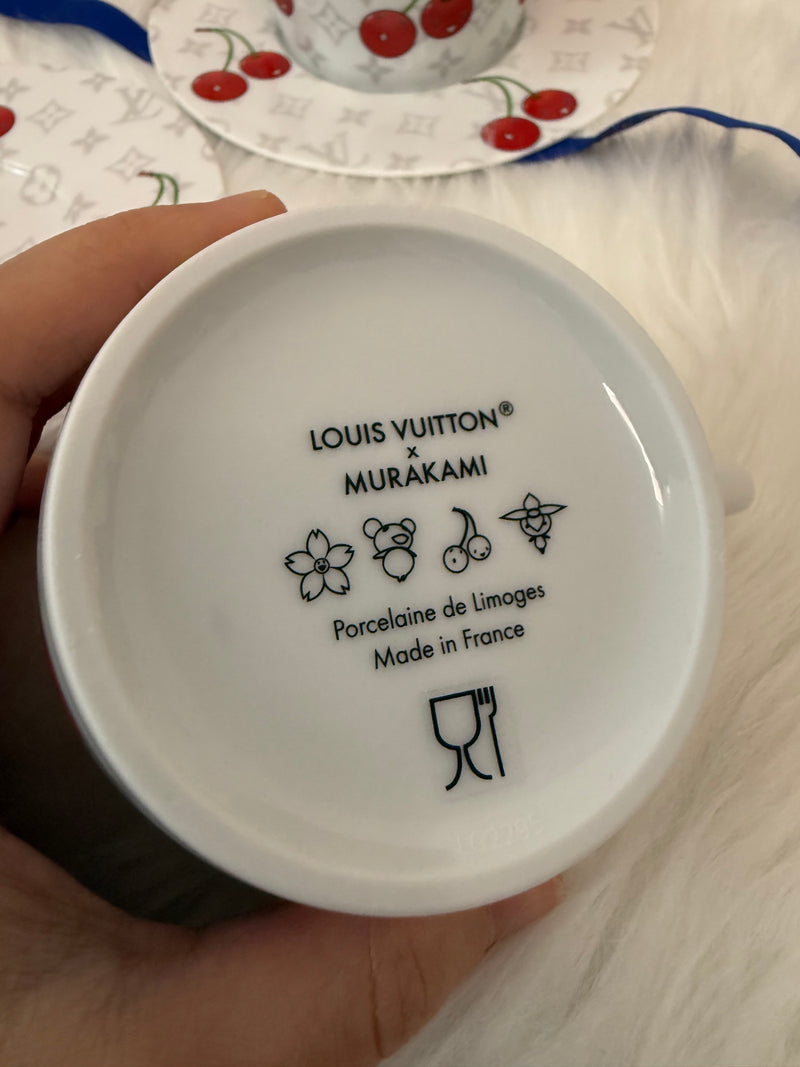 LOUIS VUITTON®
x
MURAKAMI
Porcelaine de Limoges
Made in France